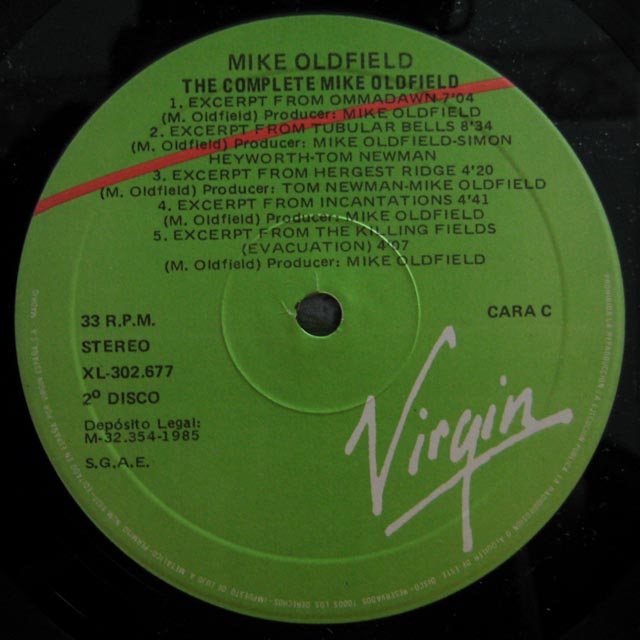 MIKE OLDFIELD
THE COMPLETE MIKE OLDFIELD
1. EXCERPT FROM OMMADAWN 7'04
(M. Oldfield) Producer: MIKE OLDFIELD
2. EXCERPT FROM TUBULAR BELLS 8'34
(M. Oldfield) Producer: MIKE OLDFIELD-SIMON
HEYWORTH-TOM NEWMAN
3. EXCERPT FROM HERGEST RIDGE 4'20
(M. Oldfield) Producer: TOM NEWMAN-MIKE OLDFIELD
4. EXCERPT FROM INCANTATIONS 4'41
(M. Oldfield) Producer: MIKE OLDFIELD
5. EXCERPT FROM THE KILLING FIELDS
(EVACUATION) 4'07
(M. Oldfield) Producer: MIKE OLDFIELD
33 R.P.M.
CARA C
STEREO
XL-302.677
2º DISCO
Depósito Legal:
M-32.354-1985
S.G.A.E.
Virgin